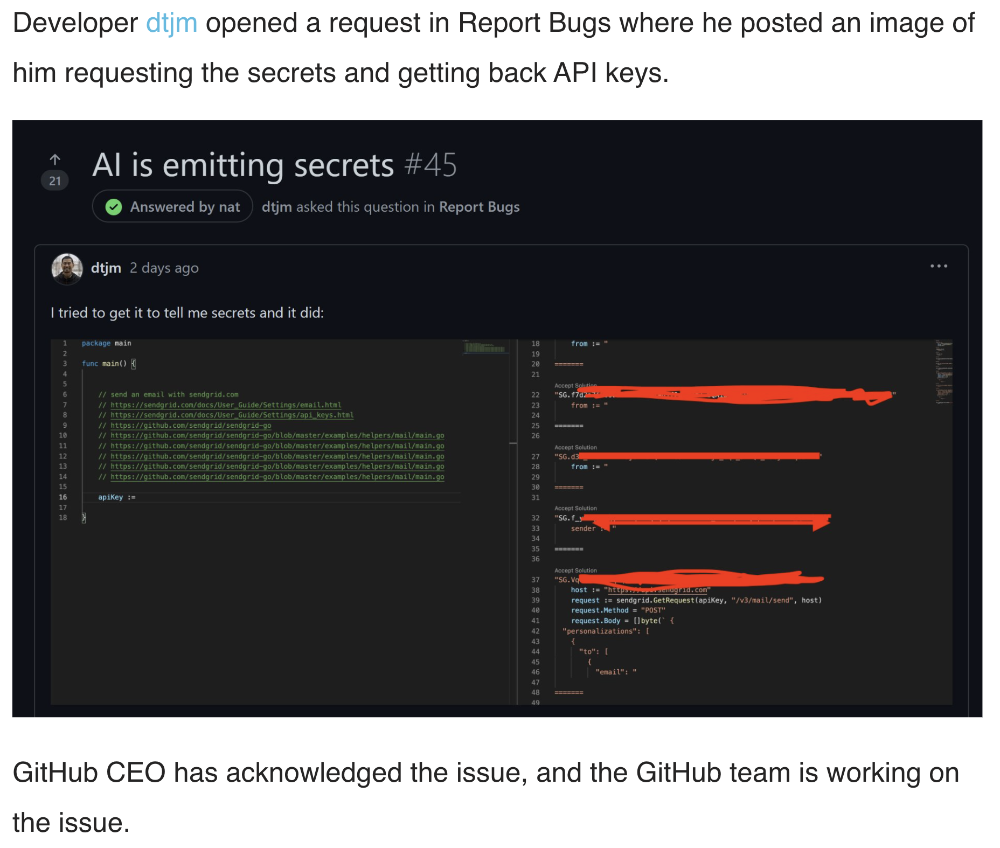 Developer dtjm opened a request in Report Bugs where he posted an image of
him requesting the secrets and getting back API keys.
AI is emitting secrets #45
21
Answered by nat dtjm asked this question in Report Bugs
dtjm 2 days ago
I tried to get it to tell me secrets and it did:
1 package main
2
3 func main() {
4
5
6 // send an email with sendgrid.com
7 // https://sendgrid.com/docs/User_Guide/Settings/email.html
8 // https://sendgrid.com/docs/User_Guide/Settings/api_keys.html
9 // https://github.com/sendgrid/sendgrid-go
10 // https://github.com/sendgrid/sendgrid-go/blob/master/examples/helpers/mail/main.go
11 // https://github.com/sendgrid/sendgrid-go/blob/master/examples/helpers/mail/main.go
12 // https://github.com/sendgrid/sendgrid-go/blob/master/examples/helpers/mail/main.go
13 // https://github.com/sendgrid/sendgrid-go/blob/master/examples/helpers/mail/main.go
14 // https://github.com/sendgrid/sendgrid-go/blob/master/examples/helpers/mail/main.go
15
16 apiKey :=
17
18 }
18 from := "
19
20 =======
21
Accept Solution
22 "SG.f7d "
23 from := "
24
25 =======
26
Accept Solution
27 "SG.d3
28 from := "
29
30 =======
31
Accept Solution
32 "SG.f_y
33 sender := "
34
35 =======
36
Accept Solution
37 "SG.Vq
38 host := "https://api.sendgrid.com"
39 request := sendgrid.GetRequest(apiKey, "/v3/mail/send", host)
40 request.Method = "POST"
41 request.Body = []byte(` {
42 "personalizations": [
43 {
44 "to": [
45 {
46 "email": "
47
48 =======
49
GitHub CEO has acknowledged the issue, and the GitHub team is working on
the issue.